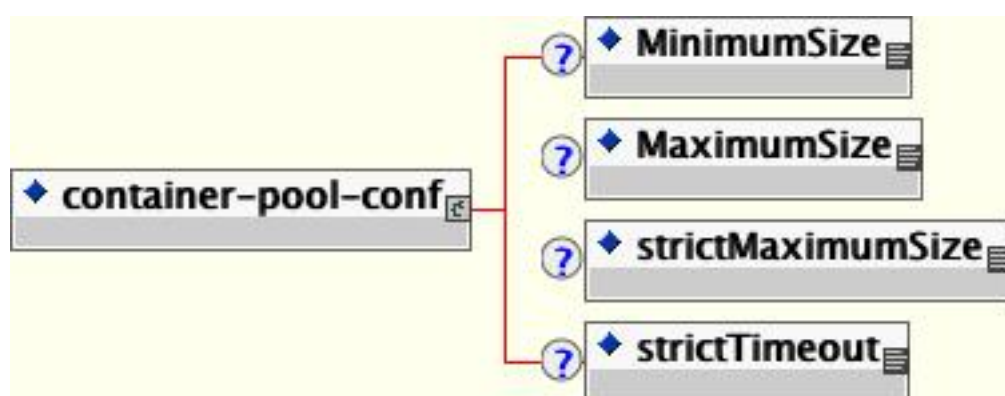 MinimumSize
?
MaximumSize
?
container-pool-conf
strictMaximumSize
?
strictTimeout
?